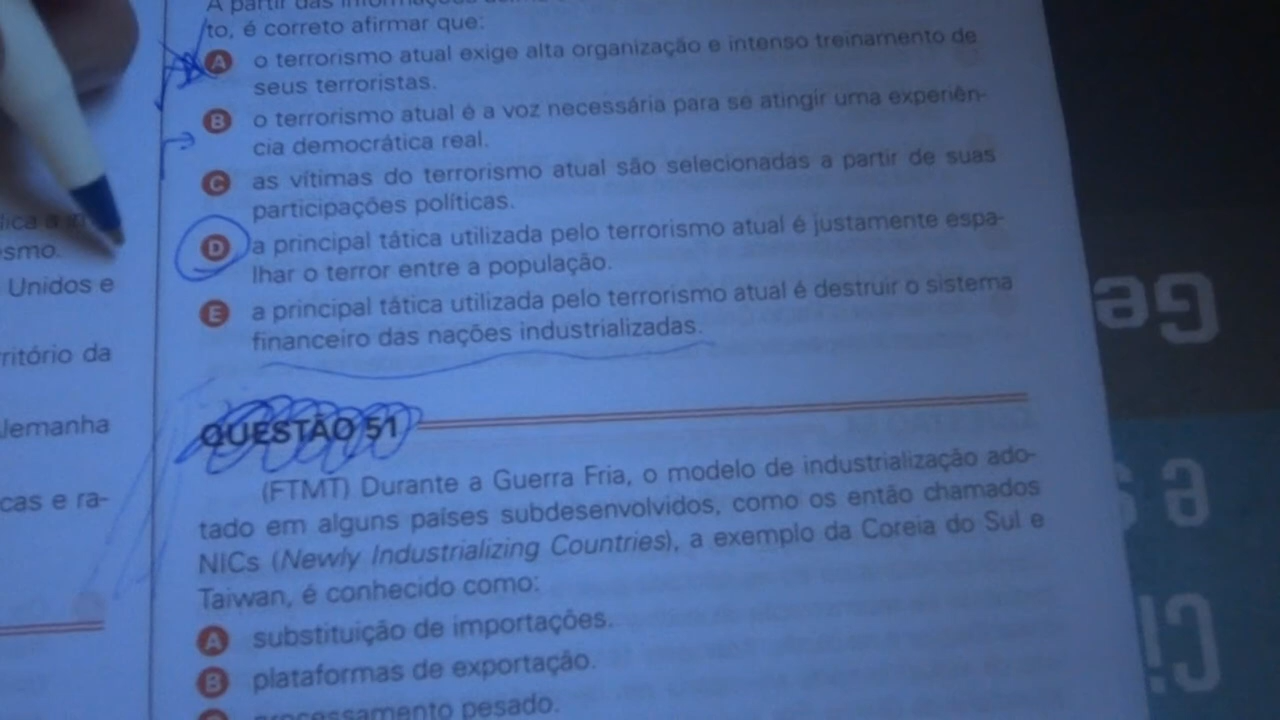 to, é correto afirmar que:
A o terrorismo atual exige alta organização e intenso treinamento de
seus terroristas.
B o terrorismo atual é a voz necessária para se atingir uma experiên-
cia democrática real.
C as vítimas do terrorismo atual são selecionadas a partir de suas
participações políticas.
D a principal tática utilizada pelo terrorismo atual é justamente espa-
lhar o terror entre a população.
E a principal tática utilizada pelo terrorismo atual é destruir o sistema
financeiro das nações industrializadas.
QUESTÃO 51
(FTMT) Durante a Guerra Fria, o modelo de industrialização ado-
tado em alguns países subdesenvolvidos, como os então chamados
NICs (Newly Industrializing Countries), a exemplo da Coreia do Sul e
Taiwan, é conhecido como:
A substituição de importações.
B plataformas de exportação.
pesado.
smo.
Unidos e
ritório da
lemanha
cas e ra-